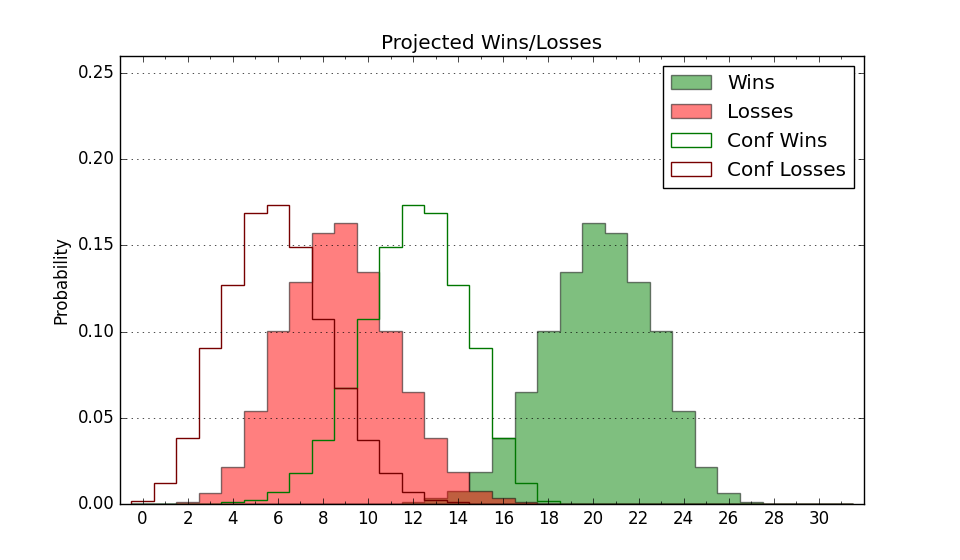 Projected Wins/Losses
Wins
Losses
Conf Wins
Conf Losses
Probability
0.25
0.20
0.15
0.10
0.05
0.00
0 2 4 6 8 10 12 14 16 18 20 22 24 26 28 30